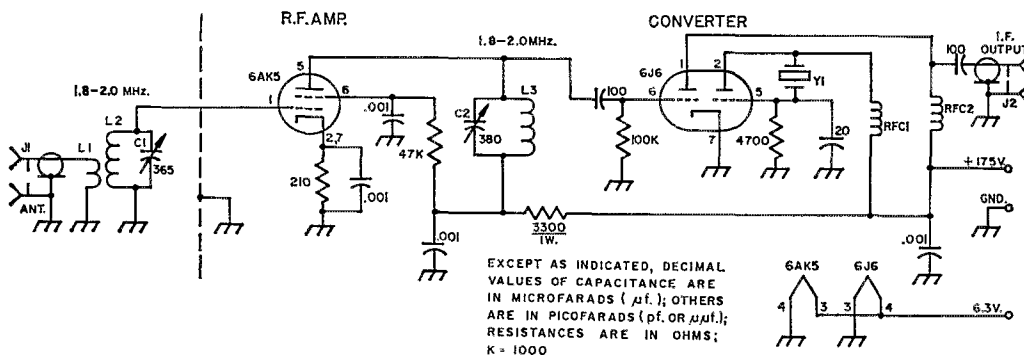 R.F. AMP.
CONVERTER
1.8-2.0 MHz.
6AK5
5
1
6
2,7
.001
47K
210
.001
.001
1.8-2.0MHz.
C2
380
L3
100
100K
6J6
1
2
6
5
7
4700
Y1
20
RFC1
RFC2
100
I.F.
OUTPUT
J2
+175V.
GND.
.001
J1
ANT.
L1
L2
C1
365
3300
1W.
EXCEPT AS INDICATED, DECIMAL
VALUES OF CAPACITANCE ARE
IN MICROFARADS (µf.); OTHERS
ARE IN PICOFARADS (pf. OR µµf.);
RESISTANCES ARE IN OHMS;
K = 1000
6AK5
6J6
4
3
3
4
6.3V.